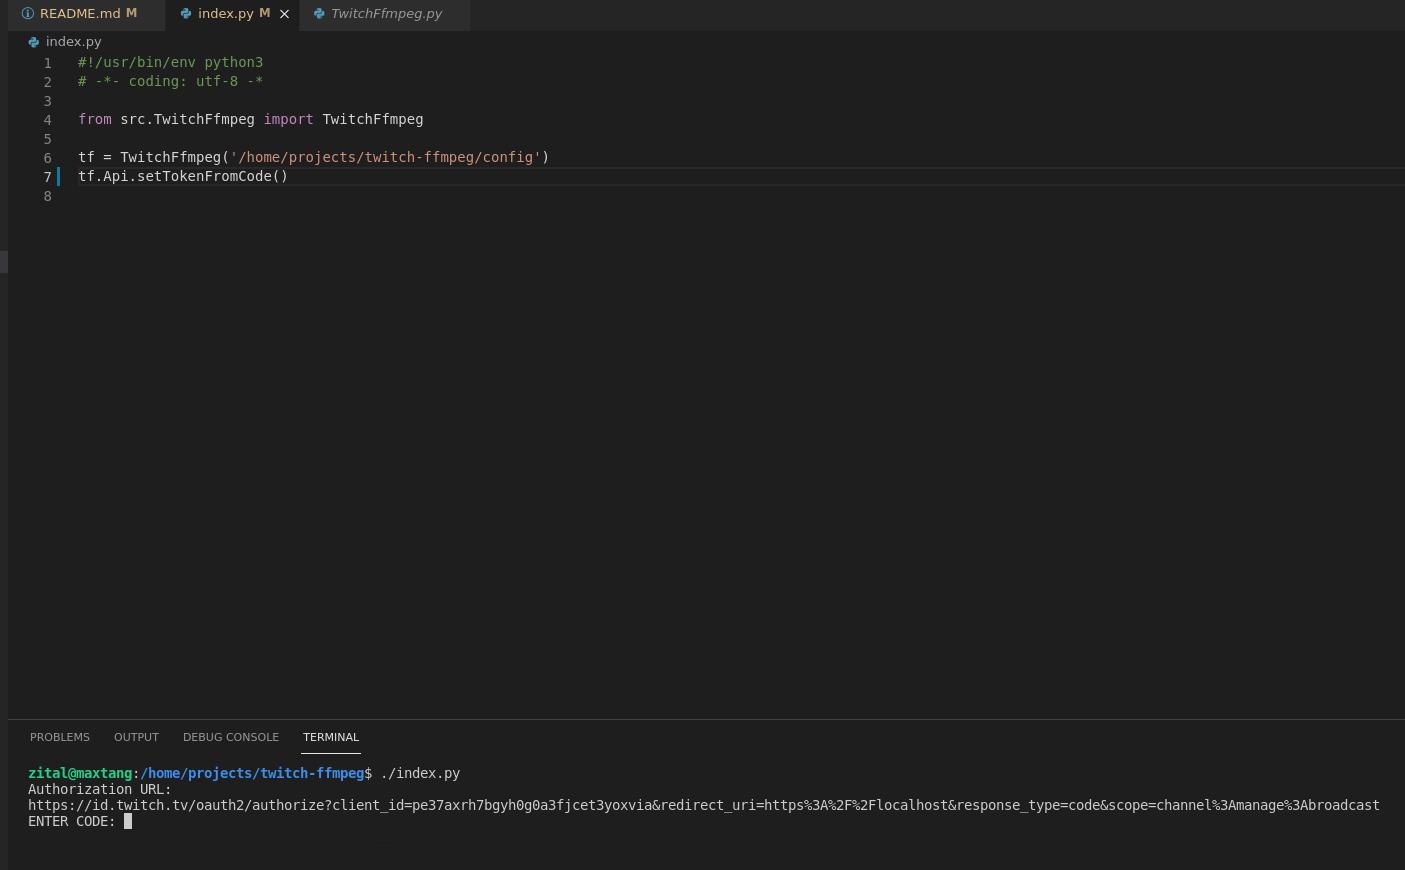 README.md M index.py M TwitchFfmpeg.py
index.py
1 #!/usr/bin/env python3
2 # -*- coding: utf-8 -*
3
4 from src.TwitchFfmpeg import TwitchFfmpeg
5
6 tf = TwitchFfmpeg('/home/projects/twitch-ffmpeg/config')
7 tf.Api.setTokenFromCode()
8
PROBLEMS OUTPUT DEBUG CONSOLE TERMINAL
zital@maxtang:/home/projects/twitch-ffmpeg$ ./index.py
Authorization URL:
https://id.twitch.tv/oauth2/authorize?client_id=pe37axrh7bgyh0g0a3fjcet3yoxvia&redirect_uri=https%3A%2F%2Flocalhost&response_type=code&scope=channel%3Amanage%3Abroadcast
ENTER CODE: